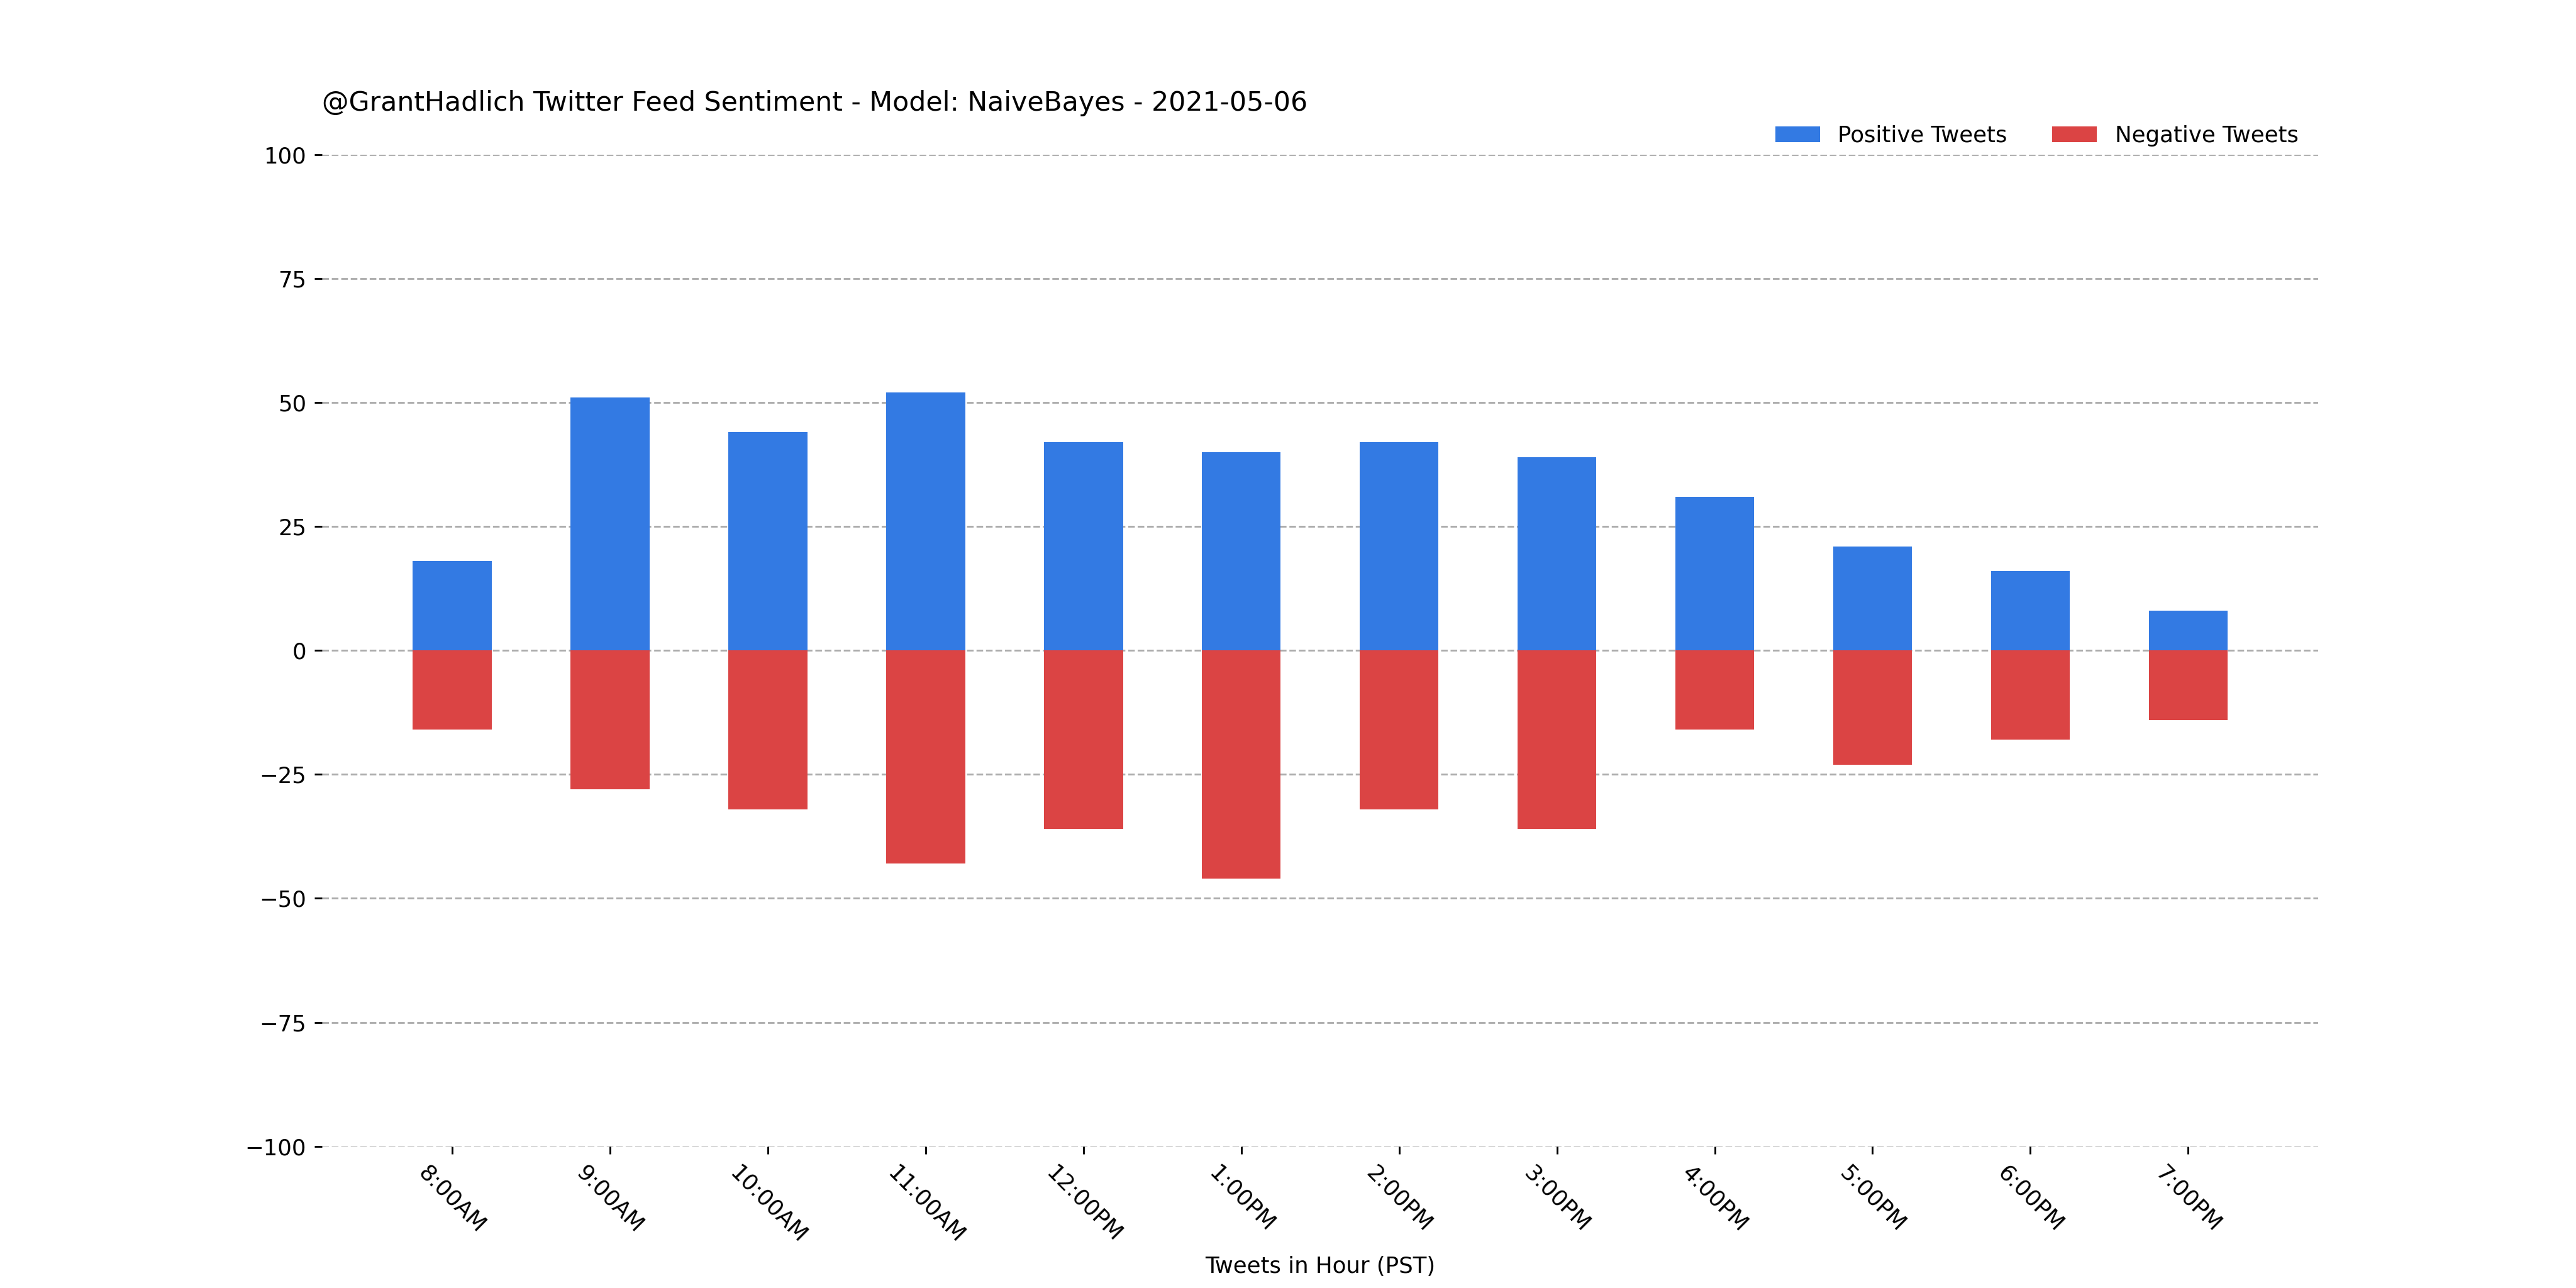 @GrantHadlich Twitter Feed Sentiment - Model: NaiveBayes - 2021-05-06
Positive Tweets
Negative Tweets
100
75
50
25
0
−25
−50
−75
−100
8:00AM
9:00AM
10:00AM
11:00AM
12:00PM
1:00PM
2:00PM
3:00PM
4:00PM
5:00PM
6:00PM
7:00PM
Tweets in Hour (PST)